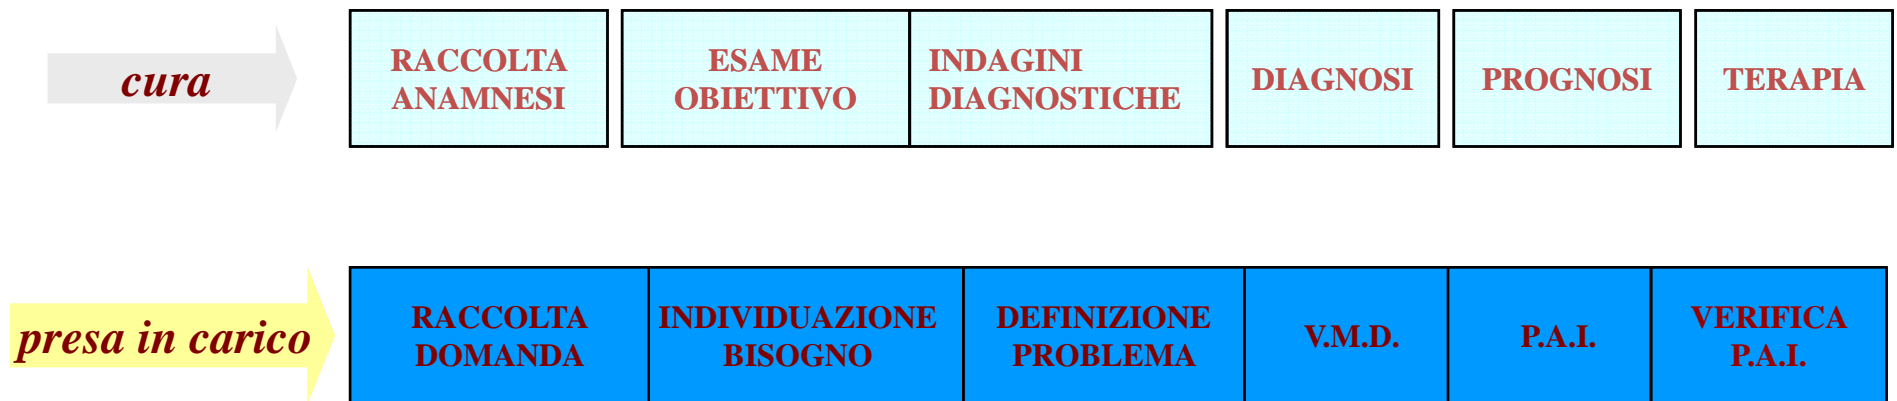 cura
RACCOLTA
ANAMNESI
ESAME
OBIETTIVO
INDAGINI
DIAGNOSTICHE
DIAGNOSI
PROGNOSI
TERAPIA
presa in carico
RACCOLTA
DOMANDA
INDIVIDUAZIONE
BISOGNO
DEFINIZIONE
PROBLEMA
V.M.D.
P.A.I.
VERIFICA
P.A.I.